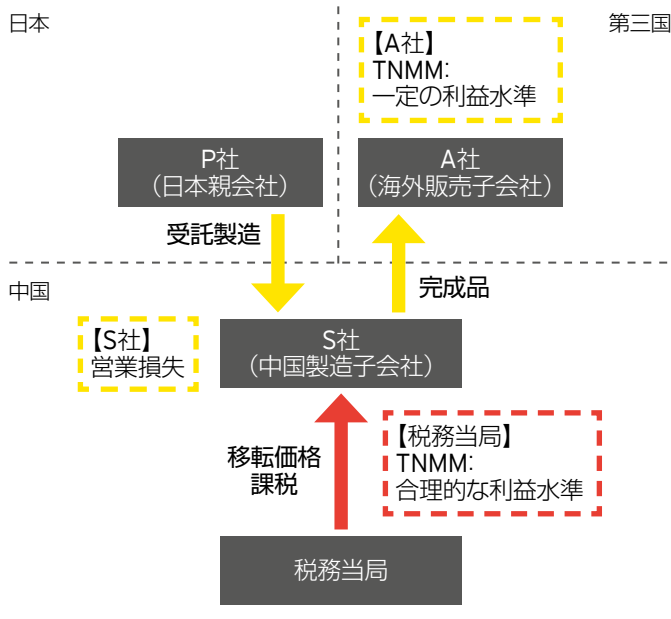 日本
第三国
【A社】
TNMM:
一定の利益水準
P社
（日本親会社）
A社
（海外販売子会社）
受託製造
完成品
中国
【S社】
営業損失
S社
（中国製造子会社）
移転価格
課税
【税務当局】
TNMM:
合理的な利益水準
税務当局